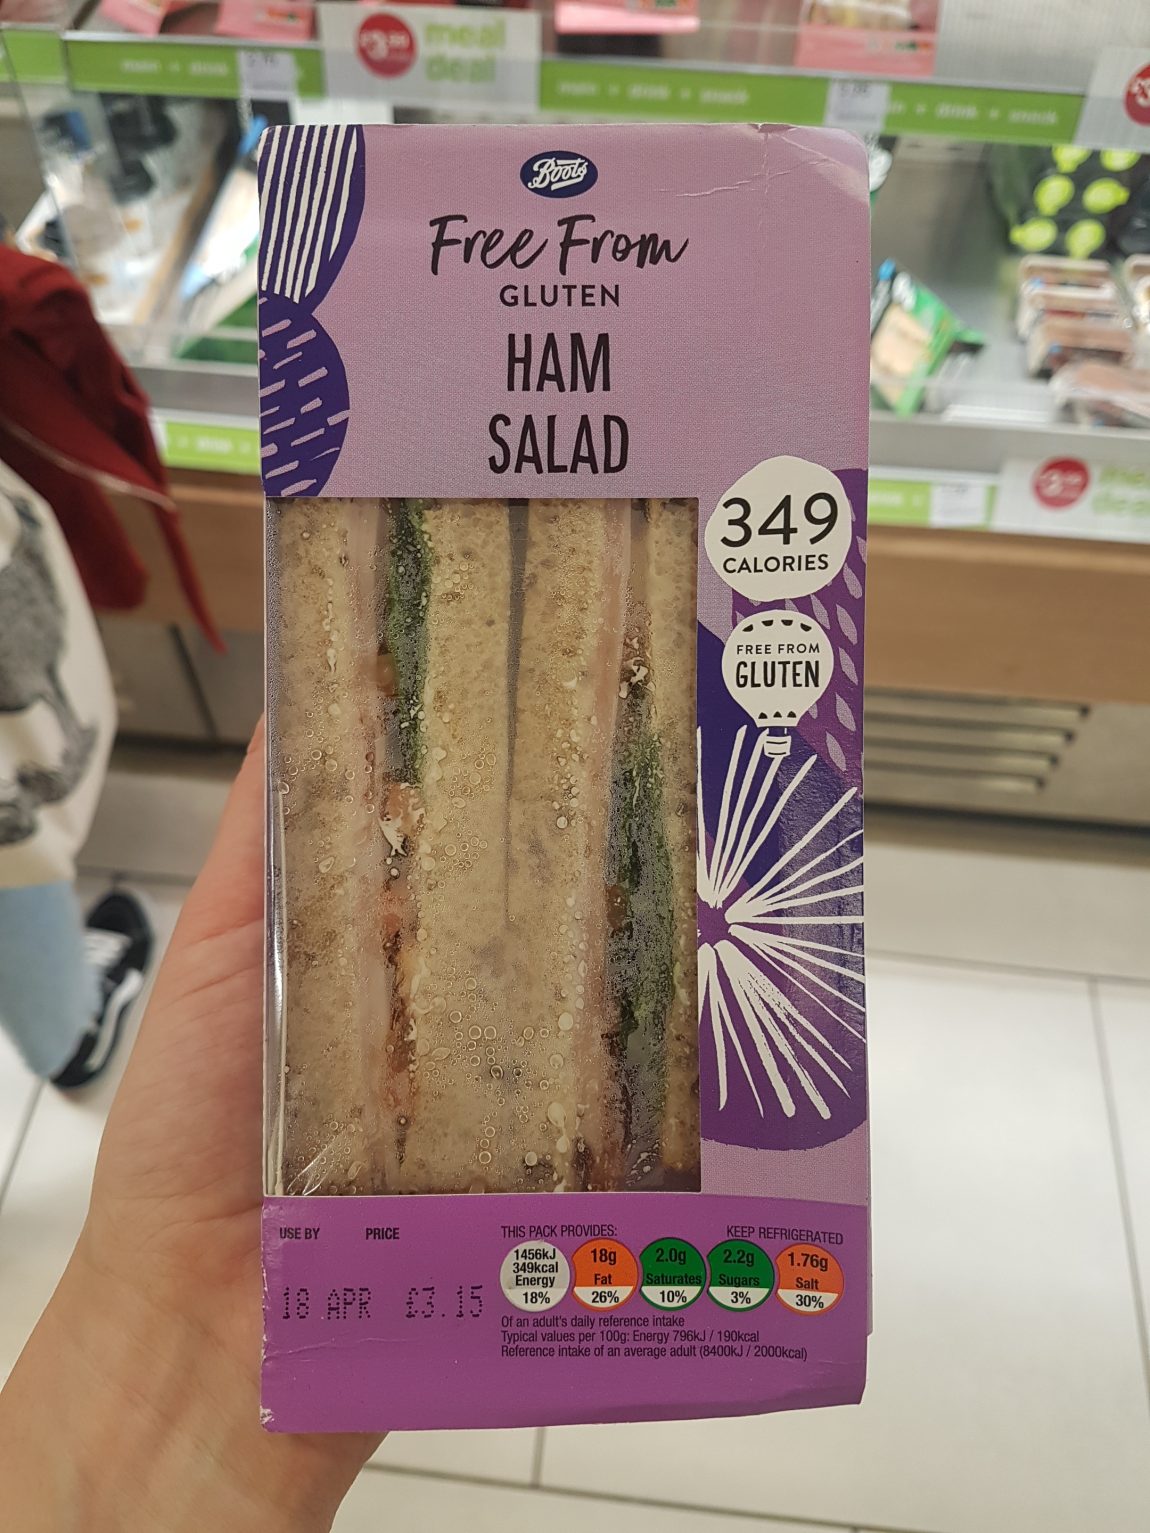 £3.39 meal
deal
Boots
Free From
GLUTEN
HAM
SALAD
349
CALORIES
FREE FROM
GLUTEN
USE BY PRICE
18 APR £3.15
THIS PACK PROVIDES: KEEP REFRIGERATED
1456kJ
349kcal
Energy
18%
18g
Fat
26%
2.0g
Saturates
10%
2.2g
Sugars
3%
1.76g
Salt
30%
Of an adult's daily reference intake
Typical values per 100g: Energy 796kJ / 190kcal
Reference intake of an average adult (8400kJ / 2000kcal)